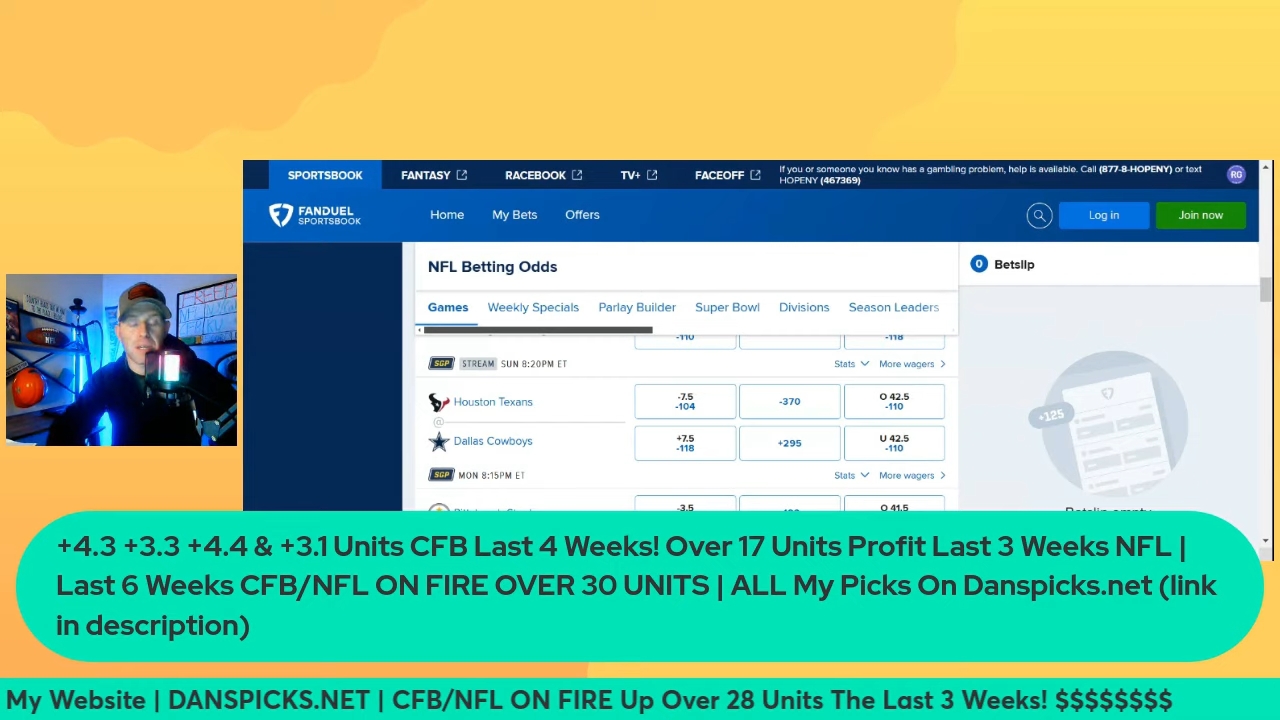 SPORTSBOOK FANTASY RACEBOOK TV+ FACEOFF
If you or someone you know has a gambling problem, help is available. Call (877-8-HOPENY) or text
HOPENY (467369)
RG
FANDUEL
SPORTSBOOK
Home My Bets Offers
Log in Join now
NFL Betting Odds
0 Betslip
Games Weekly Specials Parlay Builder Super Bowl Divisions Season Leaders
-110 -118
SGP STREAM SUN 8:20PM ET Stats More wagers
Houston Texans
-7.5
-104
-370
O 42.5
-110
@
Dallas Cowboys
+7.5
-118
+295
U 42.5
-110
SGP MON 8:15PM ET Stats More wagers
-3.5
O 41.5
+125
Betslip empty
NFL
+4.3 +3.3 +4.4 & +3.1 Units CFB Last 4 Weeks! Over 17 Units Profit Last 3 Weeks NFL |
Last 6 Weeks CFB/NFL ON FIRE OVER 30 UNITS | ALL My Picks On Danspicks.net (link
in description)
My Website | DANSPICKS.NET | CFB/NFL ON FIRE Up Over 28 Units The Last 3 Weeks! $$$$$$$$